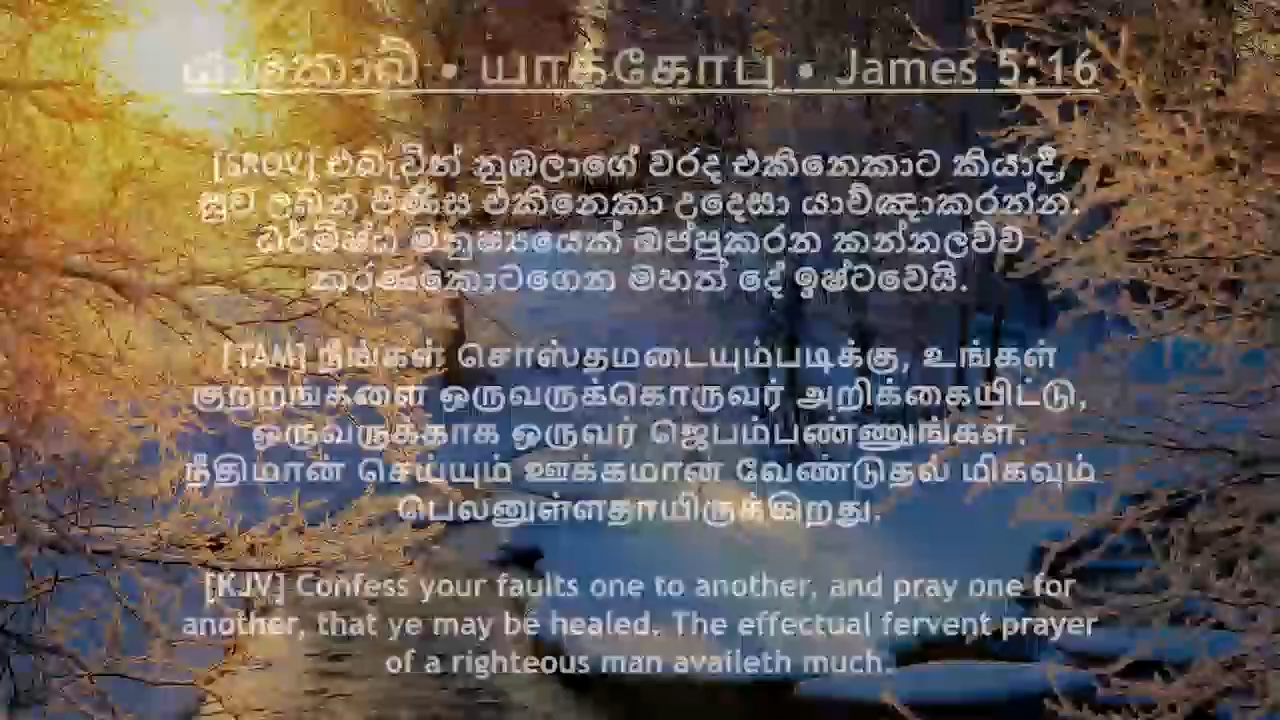 යාකොබ් • யாக்கோபு • James 5:16
[SROV] එබැවින් නුඹලාගේ වරද එකිනෙකාට කියාදී,
සුව ලබන පිණිස එකිනෙකා උදෙසා යාච්ඤාකරන්න.
ධර්මිෂ්ඨ මනුෂ්‍යයෙක් ඔප්පුකරන කන්නලව්ව
කරණකොටගෙන මහත් දේ ඉෂ්ටවෙයි.
[TAM] நீங்கள் சொஸ்தமடையும்படிக்கு, உங்கள்
குற்றங்களை ஒருவருக்கொருவர் அறிக்கையிட்டு,
ஒருவருக்காக ஒருவர் ஜெபம்பண்ணுங்கள்.
நீதிமான் செய்யும் ஊக்கமான வேண்டுதல் மிகவும்
பெலனுள்ளதாயிருக்கிறது.
[KJV] Confess your faults one to another, and pray one for
another, that ye may be healed. The effectual fervent prayer
of a righteous man availeth much.